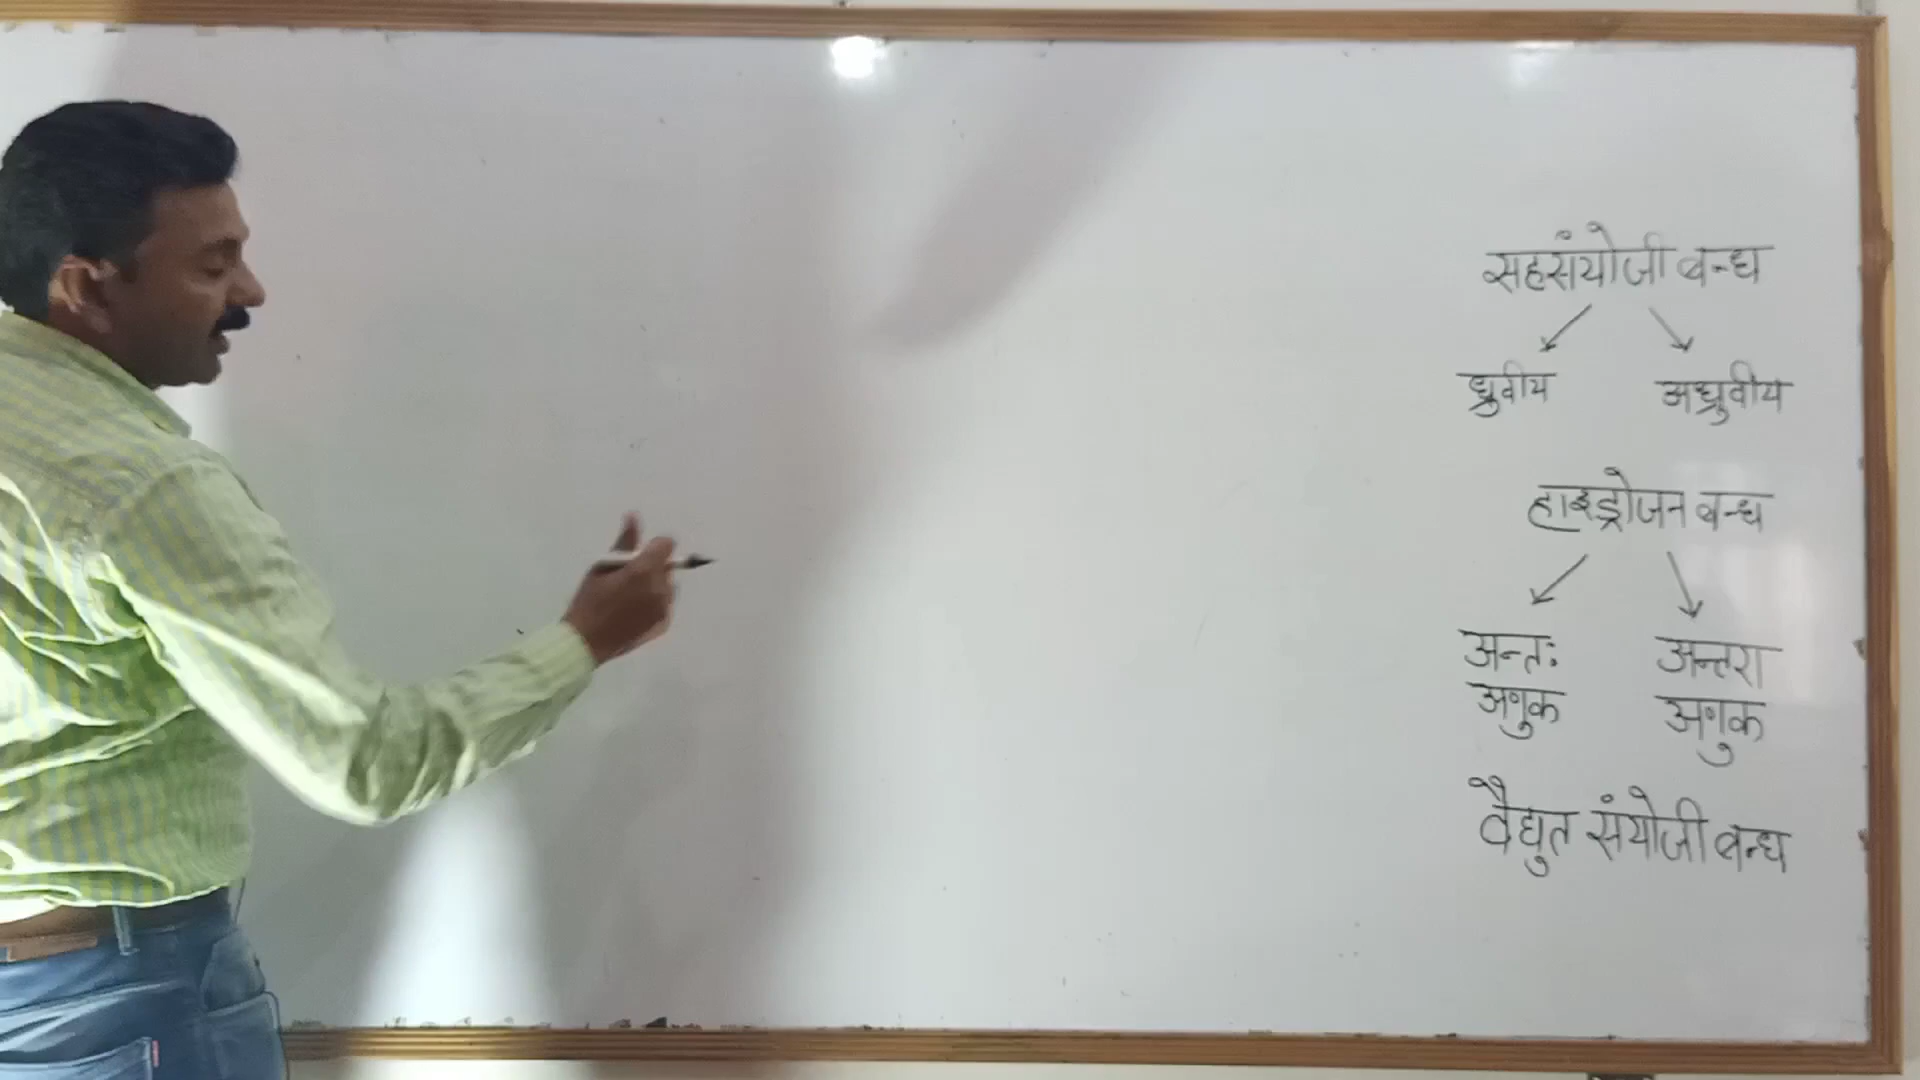 सहसंयोजी बन्ध
ध्रुवीय अध्रुवीय
हाइड्रोजन बन्ध
अन्तः अन्तरा
अणुक अणुक
वैद्युत संयोजी बन्ध